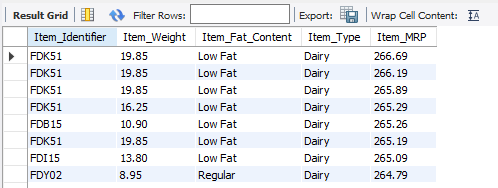 Result Grid Filter Rows: Export: Wrap Cell Content: IA
Item_Identifier Item_Weight Item_Fat_Content Item_Type Item_MRP
FDK51 19.85 Low Fat Dairy 266.69
FDK51 19.85 Low Fat Dairy 266.19
FDK51 19.85 Low Fat Dairy 265.89
FDK51 16.25 Low Fat Dairy 265.29
FDB15 10.90 Low Fat Dairy 265.26
FDK51 19.85 Low Fat Dairy 265.19
FDI15 13.80 Low Fat Dairy 265.09
FDY02 8.95 Regular Dairy 264.79